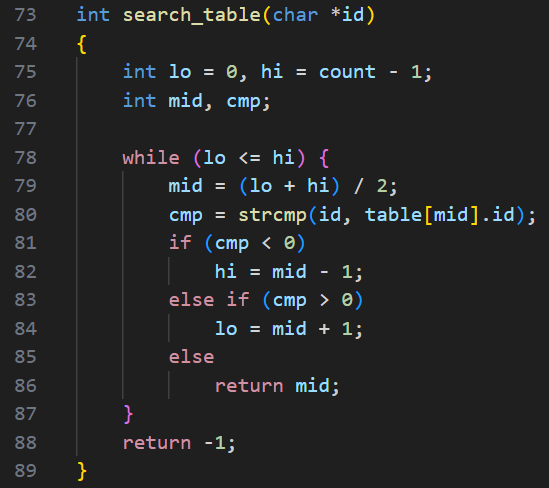 73 int search_table(char *id)
74 {
75     int lo = 0, hi = count - 1;
76     int mid, cmp;
77
78     while (lo <= hi) {
79         mid = (lo + hi) / 2;
80         cmp = strcmp(id, table[mid].id);
81         if (cmp < 0)
82             hi = mid - 1;
83         else if (cmp > 0)
84             lo = mid + 1;
85         else
86             return mid;
87     }
88     return -1;
89 }